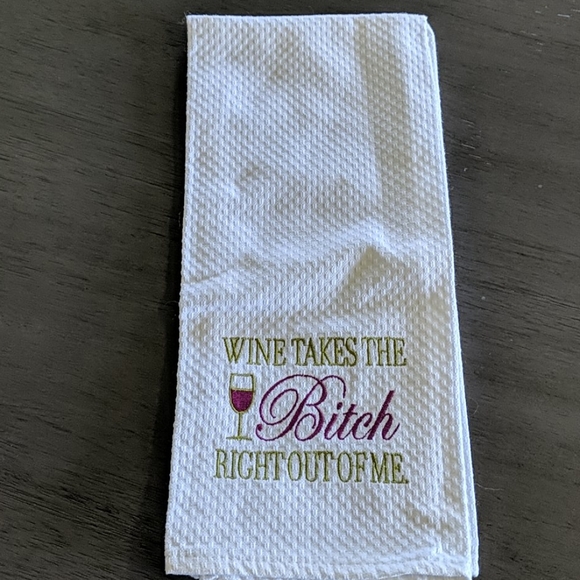 WINE TAKES THE
Bitch
RIGHT OUT OF ME.